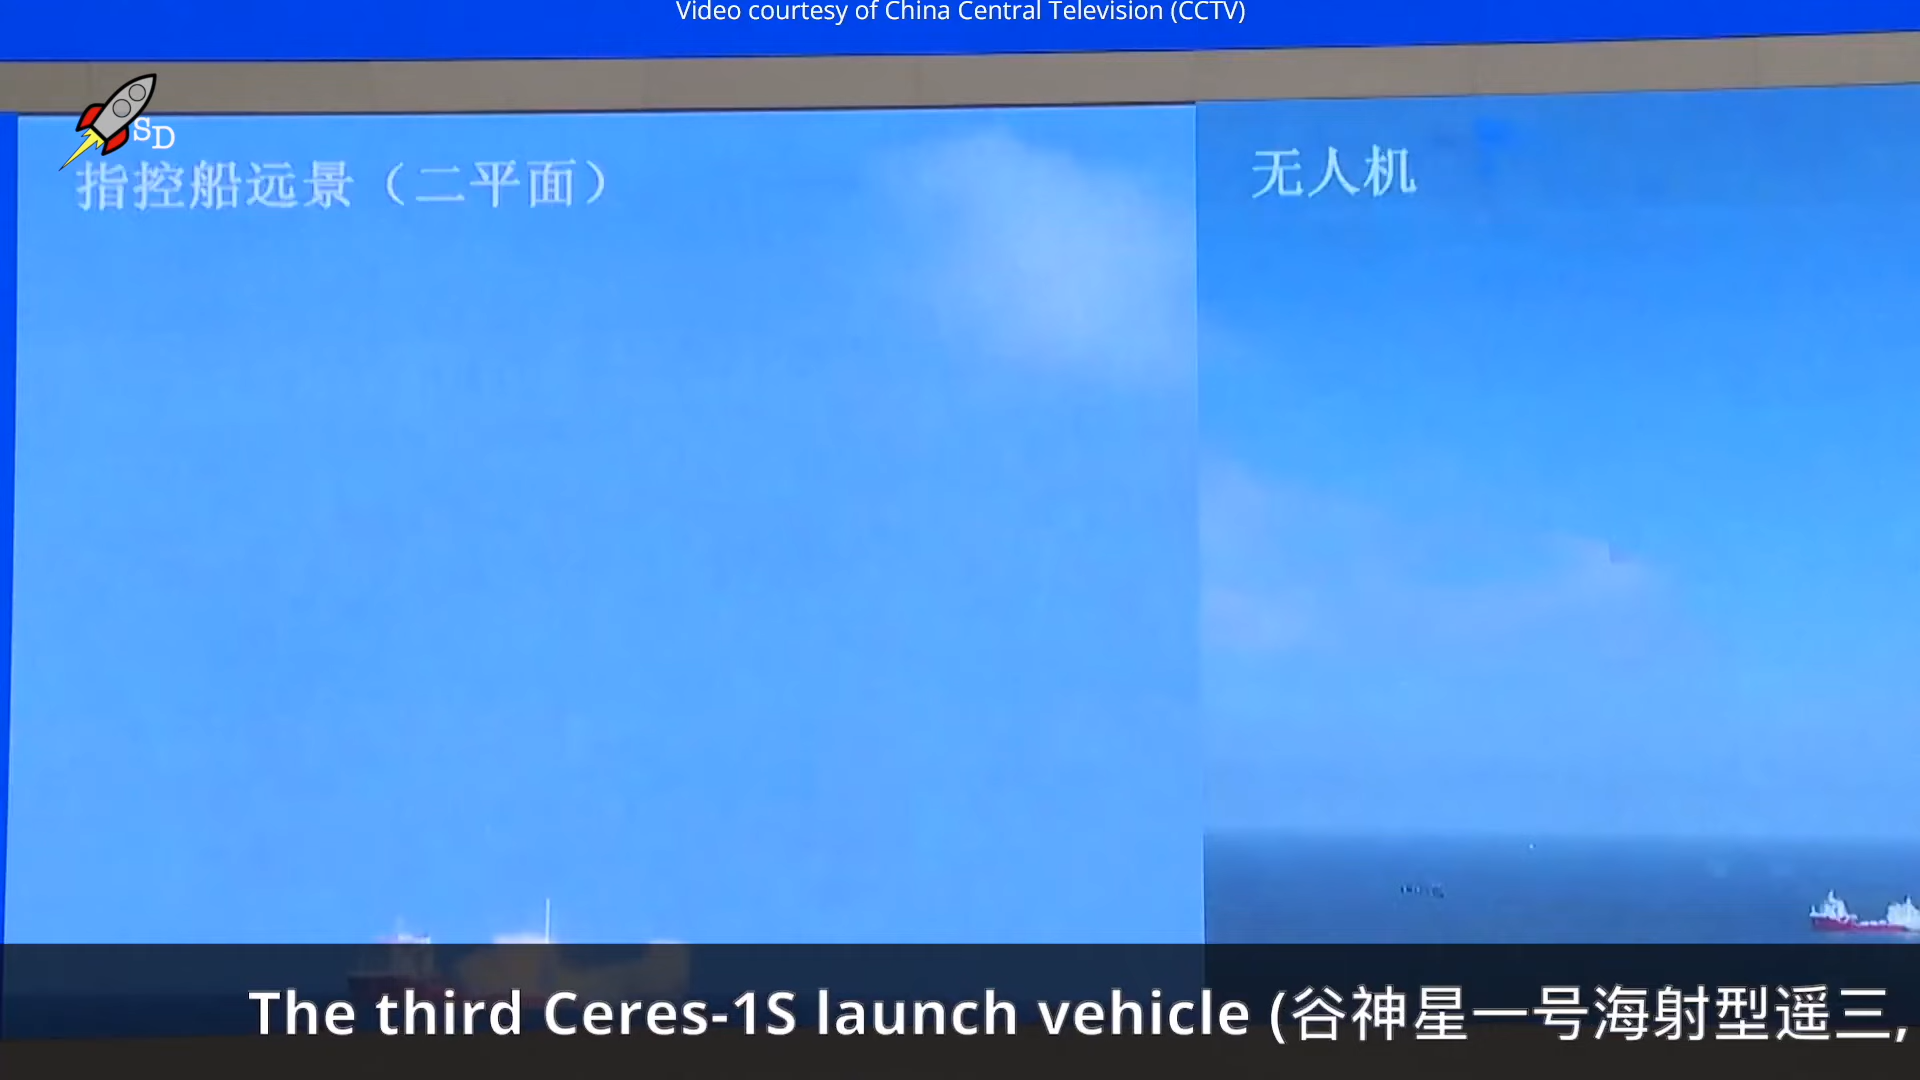 Video courtesy of China Central Television (CCTV)
SD
指控船远景（二平面）
无人机
The third Ceres-1S launch vehicle (谷神星一号海射型遥三,